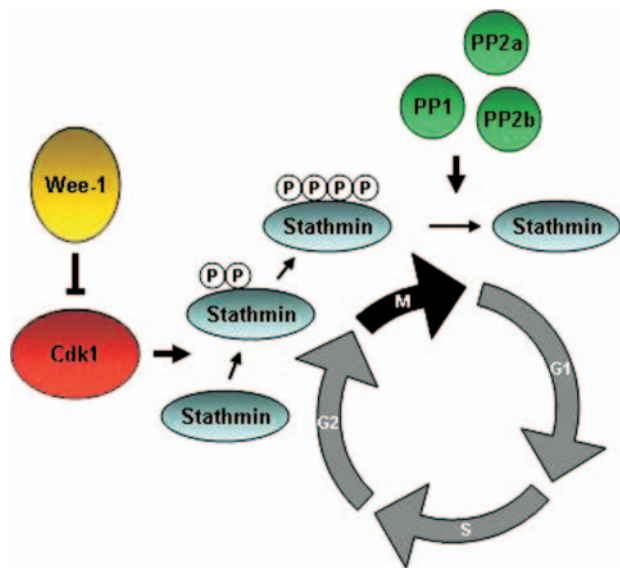 PP2a
PP1
PP2b
Wee-1
P P P P
Stathmin
Stathmin
P P
Stathmin
M
Cdk1
G1
Stathmin
G2
S